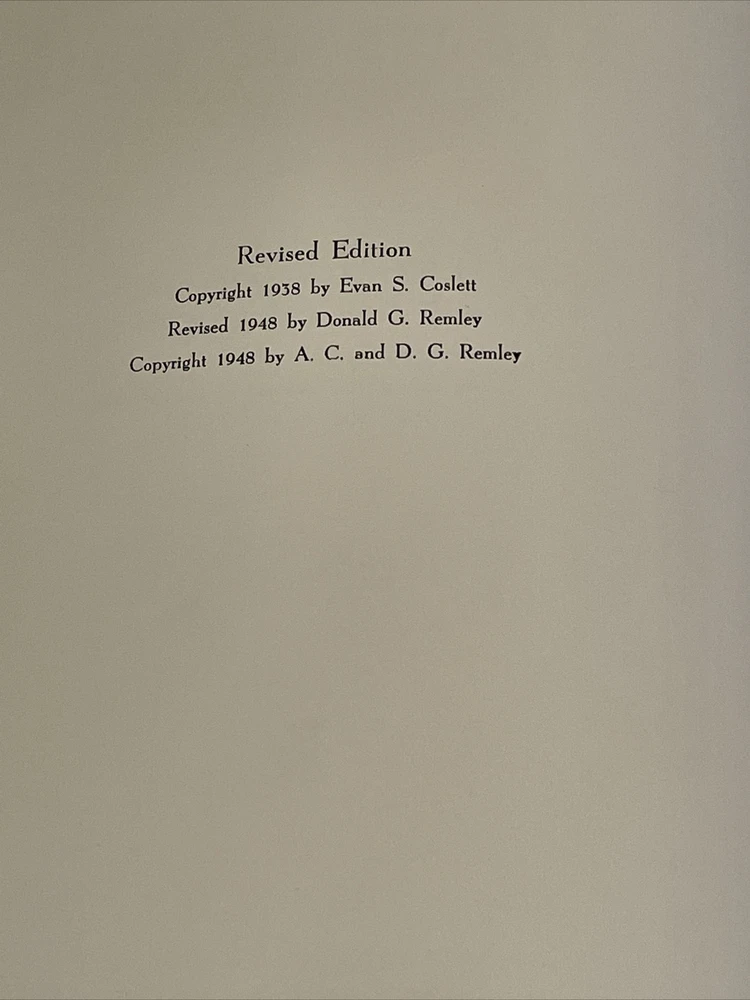 Revised Edition
Copyright 1938 by Evan S. Coslett
Revised 1948 by Donald G. Remley
Copyright 1948 by A. C. and D. G. Remley